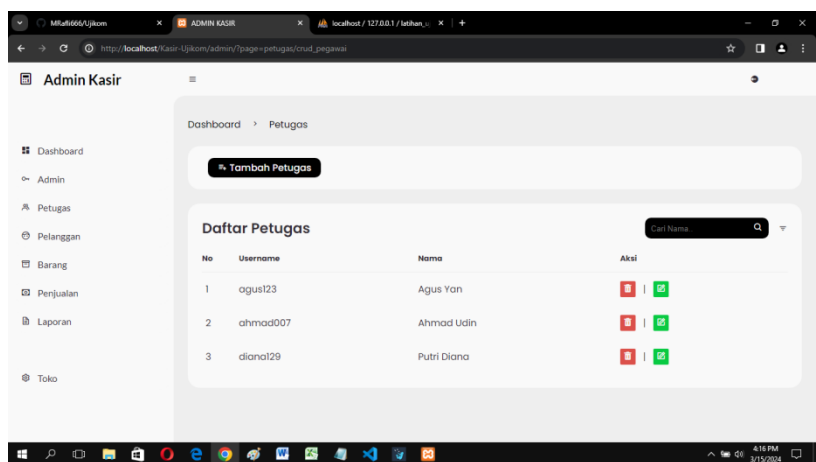 MRafli666/Ujikom
ADMIN KASIR
localhost / 127.0.0.1 / latihan_u
http://localhost/Kasir-Ujikom/admin/?page=petugas/crud_pegawai
Admin Kasir
Dashboard > Petugas
Dashboard
Tambah Petugas
Admin
Petugas
Daftar Petugas
Cari Nama..
Pelanggan
No Username Nama Aksi
Barang
1 agus123 Agus Yan |
Penjualan
Laporan
2 ahmad007 Ahmad Udin |
3 diana129 Putri Diana |
Toko
4:16 PM
3/15/2024